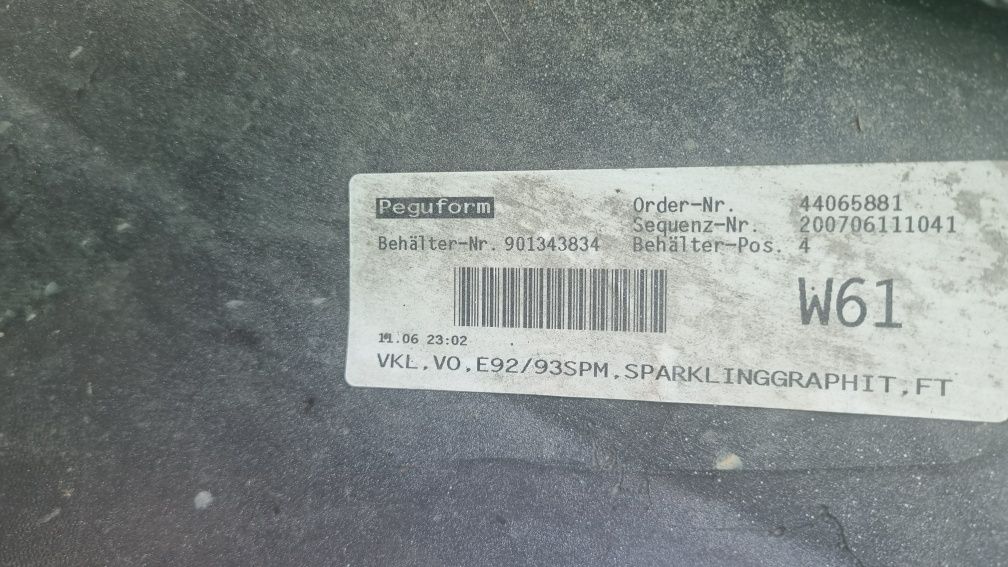 Peguform
Order-Nr. 44065881
Sequenz-Nr. 200706111041
Behälter-Nr. 901343834 Behälter-Pos. 4
W61
11.06 23:02
VKL,VO,E92/93SPM,SPARKLINGGRAPHIT,FT